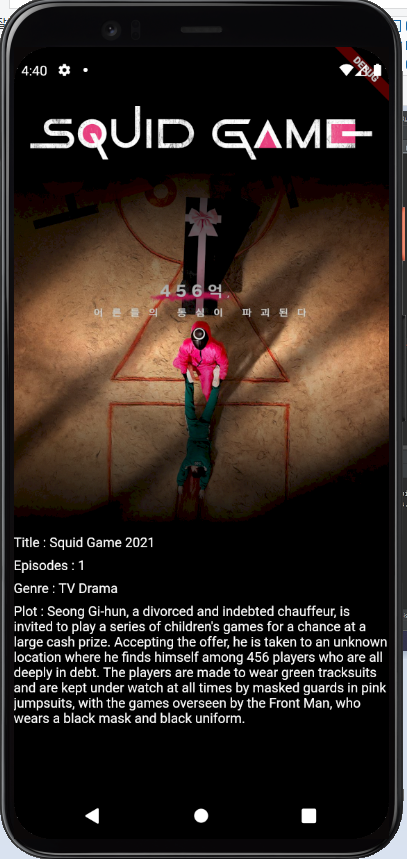 4:40
DEBUG
SQUID GAME
456억.
어른들의 동심이 파괴된다
Title : Squid Game 2021
Episodes : 1
Genre : TV Drama
Plot : Seong Gi-hun, a divorced and indebted chauffeur, is
invited to play a series of children's games for a chance at a
large cash prize. Accepting the offer, he is taken to an unknown
location where he finds himself among 456 players who are all
deeply in debt. The players are made to wear green tracksuits
and are kept under watch at all times by masked guards in pink
jumpsuits, with the games overseen by the Front Man, who
wears a black mask and black uniform.